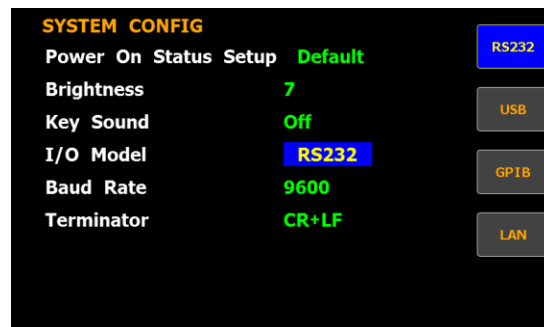 SYSTEM CONFIG
Power On Status Setup Default
Brightness 7
Key Sound Off
I/O Model RS232
Baud Rate 9600
Terminator CR+LF
RS232
USB
GPIB
LAN